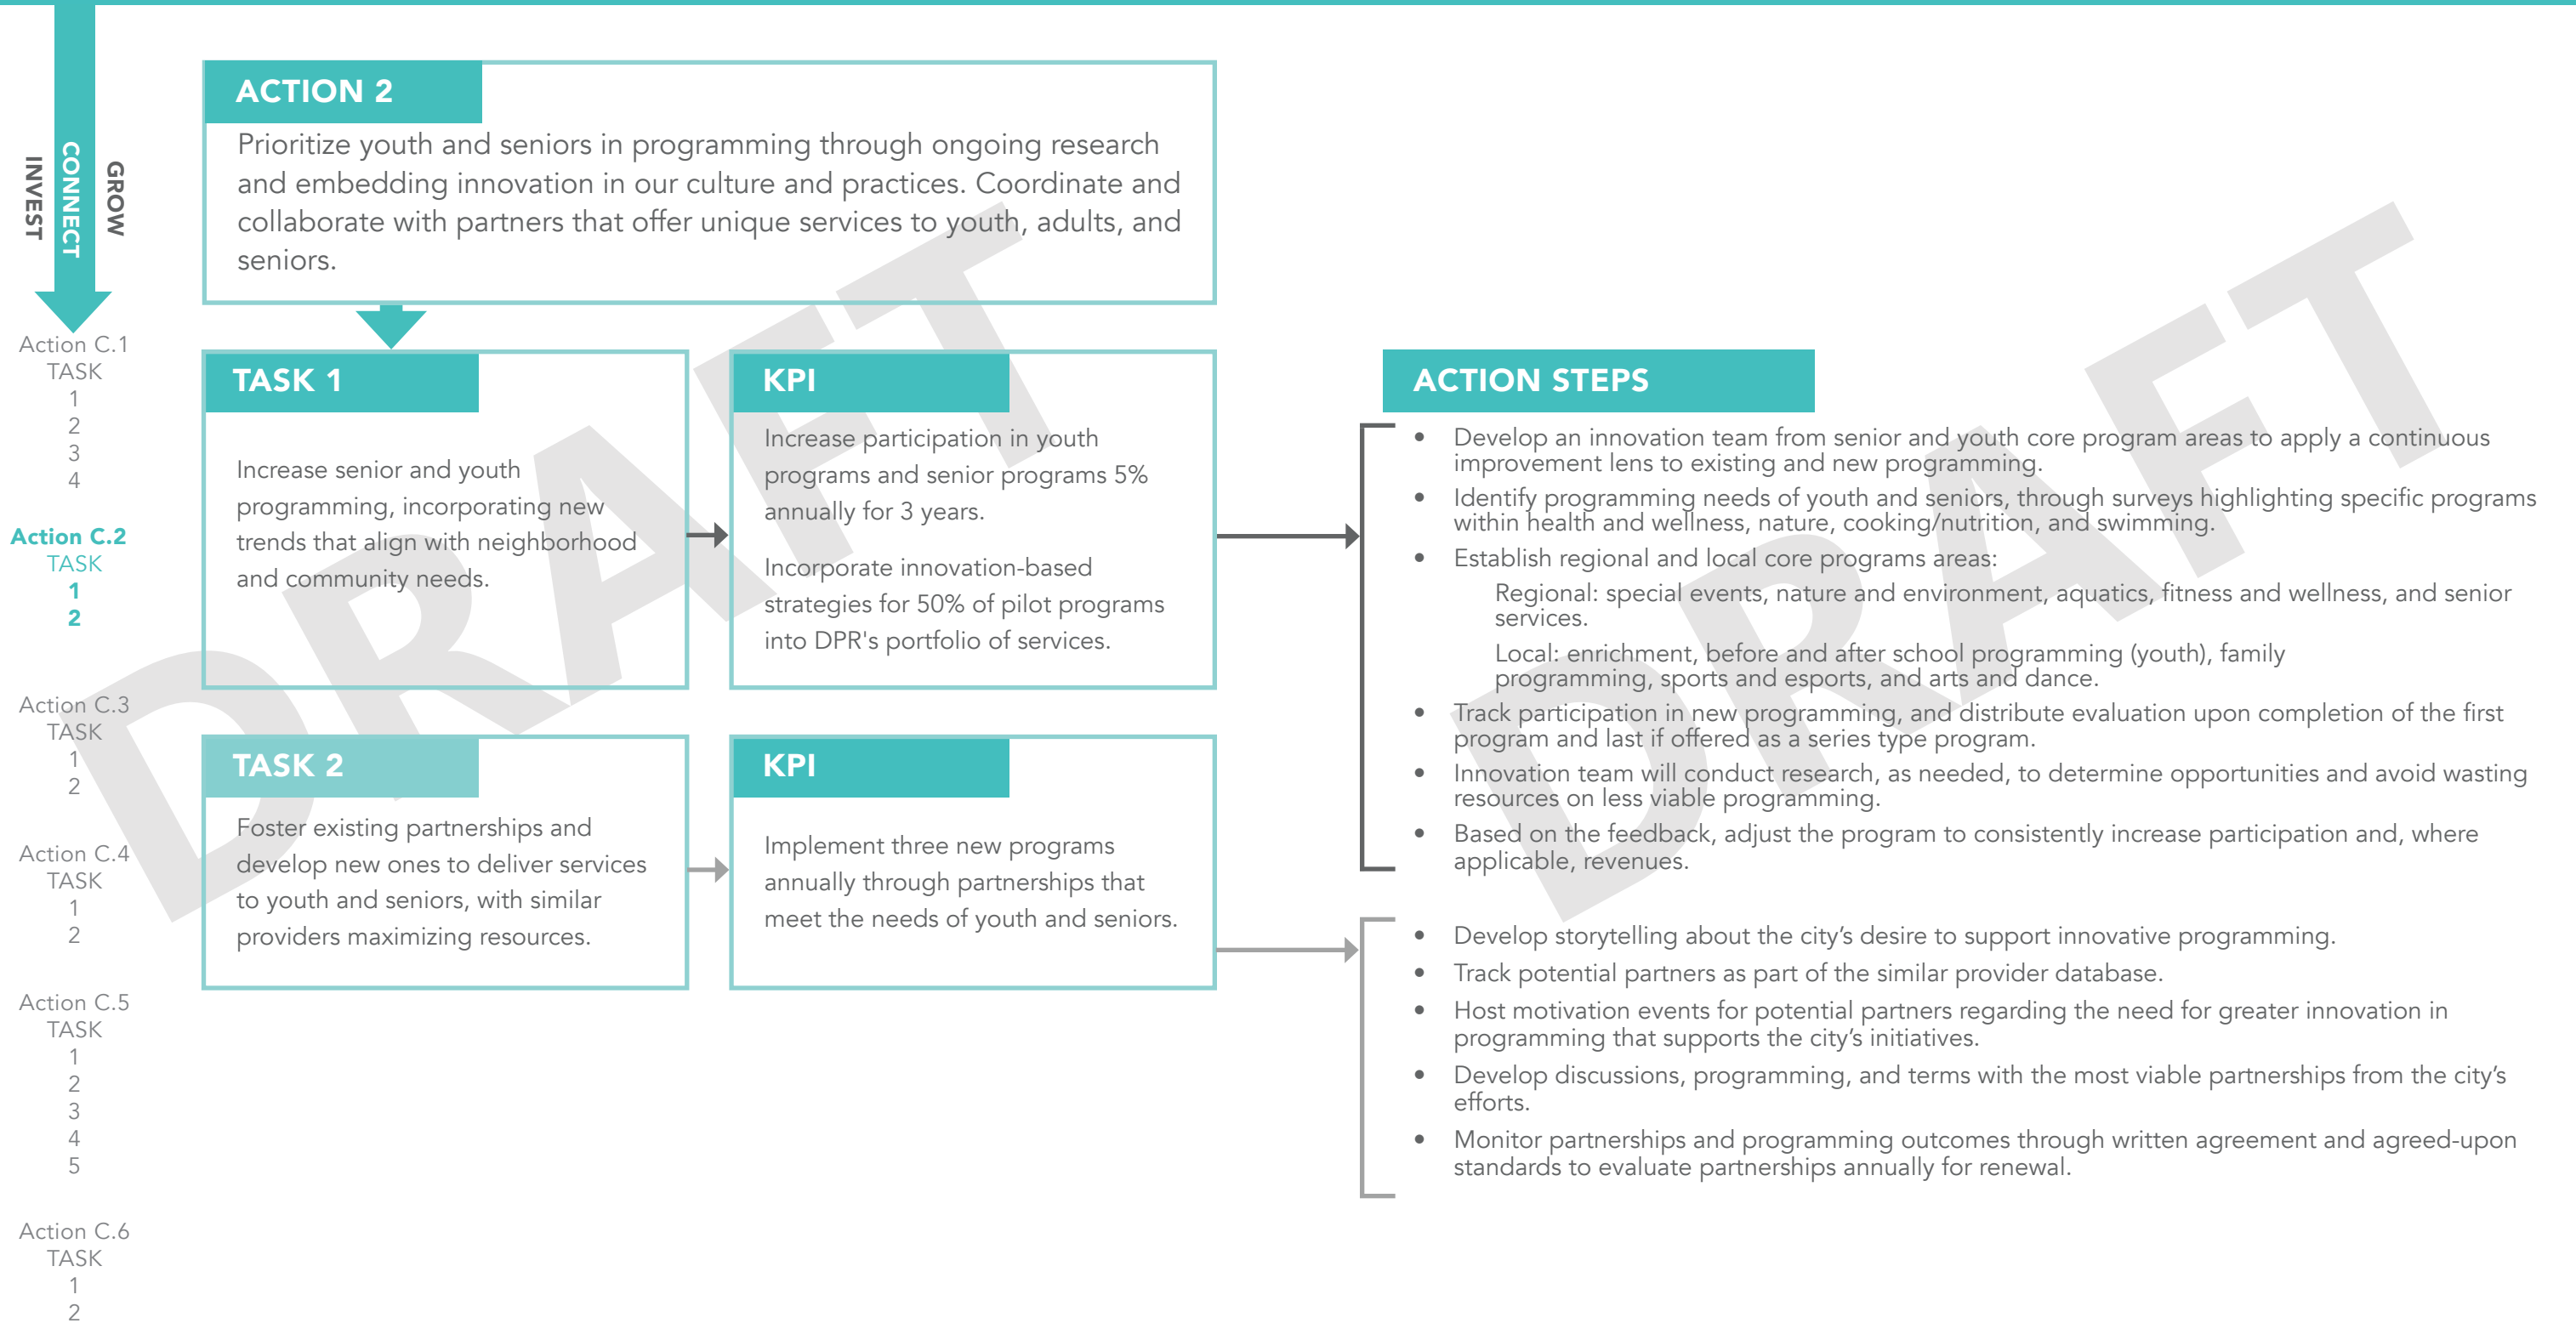 INVEST
CONNECT
GROW
Action C.1
TASK
1
2
3
4
Action C.2
TASK
1
2
Action C.3
TASK
1
2
Action C.4
TASK
1
2
Action C.5
TASK
1
2
3
4
5
Action C.6
TASK
1
2
ACTION 2
Prioritize youth and seniors in programming through ongoing research
and embedding innovation in our culture and practices. Coordinate and
collaborate with partners that offer unique services to youth, adults, and
seniors.
TASK 1
Increase senior and youth
programming, incorporating new
trends that align with neighborhood
and community needs.
KPI
Increase participation in youth
programs and senior programs 5%
annually for 3 years.
Incorporate innovation-based
strategies for 50% of pilot programs
into DPR's portfolio of services.
TASK 2
Foster existing partnerships and
develop new ones to deliver services
to youth and seniors, with similar
providers maximizing resources.
KPI
Implement three new programs
annually through partnerships that
meet the needs of youth and seniors.
ACTION STEPS
• Develop an innovation team from senior and youth core program areas to apply a continuous
improvement lens to existing and new programming.
• Identify programming needs of youth and seniors, through surveys highlighting specific programs
within health and wellness, nature, cooking/nutrition, and swimming.
• Establish regional and local core programs areas:
Regional: special events, nature and environment, aquatics, fitness and wellness, and senior
services.
Local: enrichment, before and after school programming (youth), family
programming, sports and esports, and arts and dance.
• Track participation in new programming, and distribute evaluation upon completion of the first
program and last if offered as a series type program.
• Innovation team will conduct research, as needed, to determine opportunities and avoid wasting
resources on less viable programming.
• Based on the feedback, adjust the program to consistently increase participation and, where
applicable, revenues.
• Develop storytelling about the city’s desire to support innovative programming.
• Track potential partners as part of the similar provider database.
• Host motivation events for potential partners regarding the need for greater innovation in
programming that supports the city’s initiatives.
• Develop discussions, programming, and terms with the most viable partnerships from the city’s
efforts.
• Monitor partnerships and programming outcomes through written agreement and agreed-upon
standards to evaluate partnerships annually for renewal.
DRAFT
DRAFT